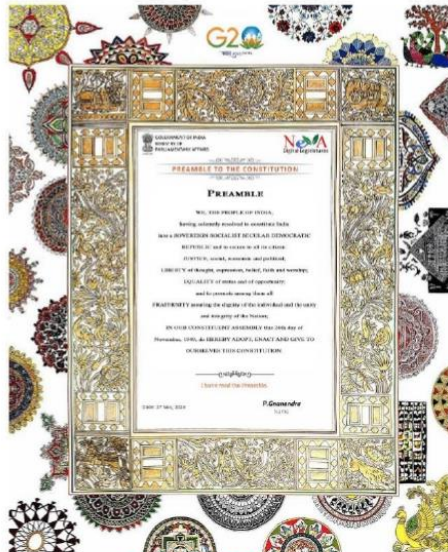 G20
GOVERNMENT OF INDIA
MINISTRY OF
PARLIAMENTARY AFFAIRS
PREAMBLE TO THE CONSTITUTION
PREAMBLE
WE, THE PEOPLE OF INDIA,
having solemnly resolved to constitute India
into a SOVEREIGN SOCIALIST SECULAR DEMOCRATIC
REPUBLIC and to secure to all its citizens
JUSTICE, social, economic and political;
LIBERTY of thought, expression, belief, faith and worship;
EQUALITY of status and of opportunity
and to promote among them all
FRATERNITY assuring the dignity of the individual and the unity
and integrity of the Nation;
IN OUR CONSTITUENT ASSEMBLY this 26th day of
November, 1949, do HEREBY ADOPT, ENACT AND GIVE TO
OURSELVES THIS CONSTITUTION
I have read the Preamble.
P.Gnanendra